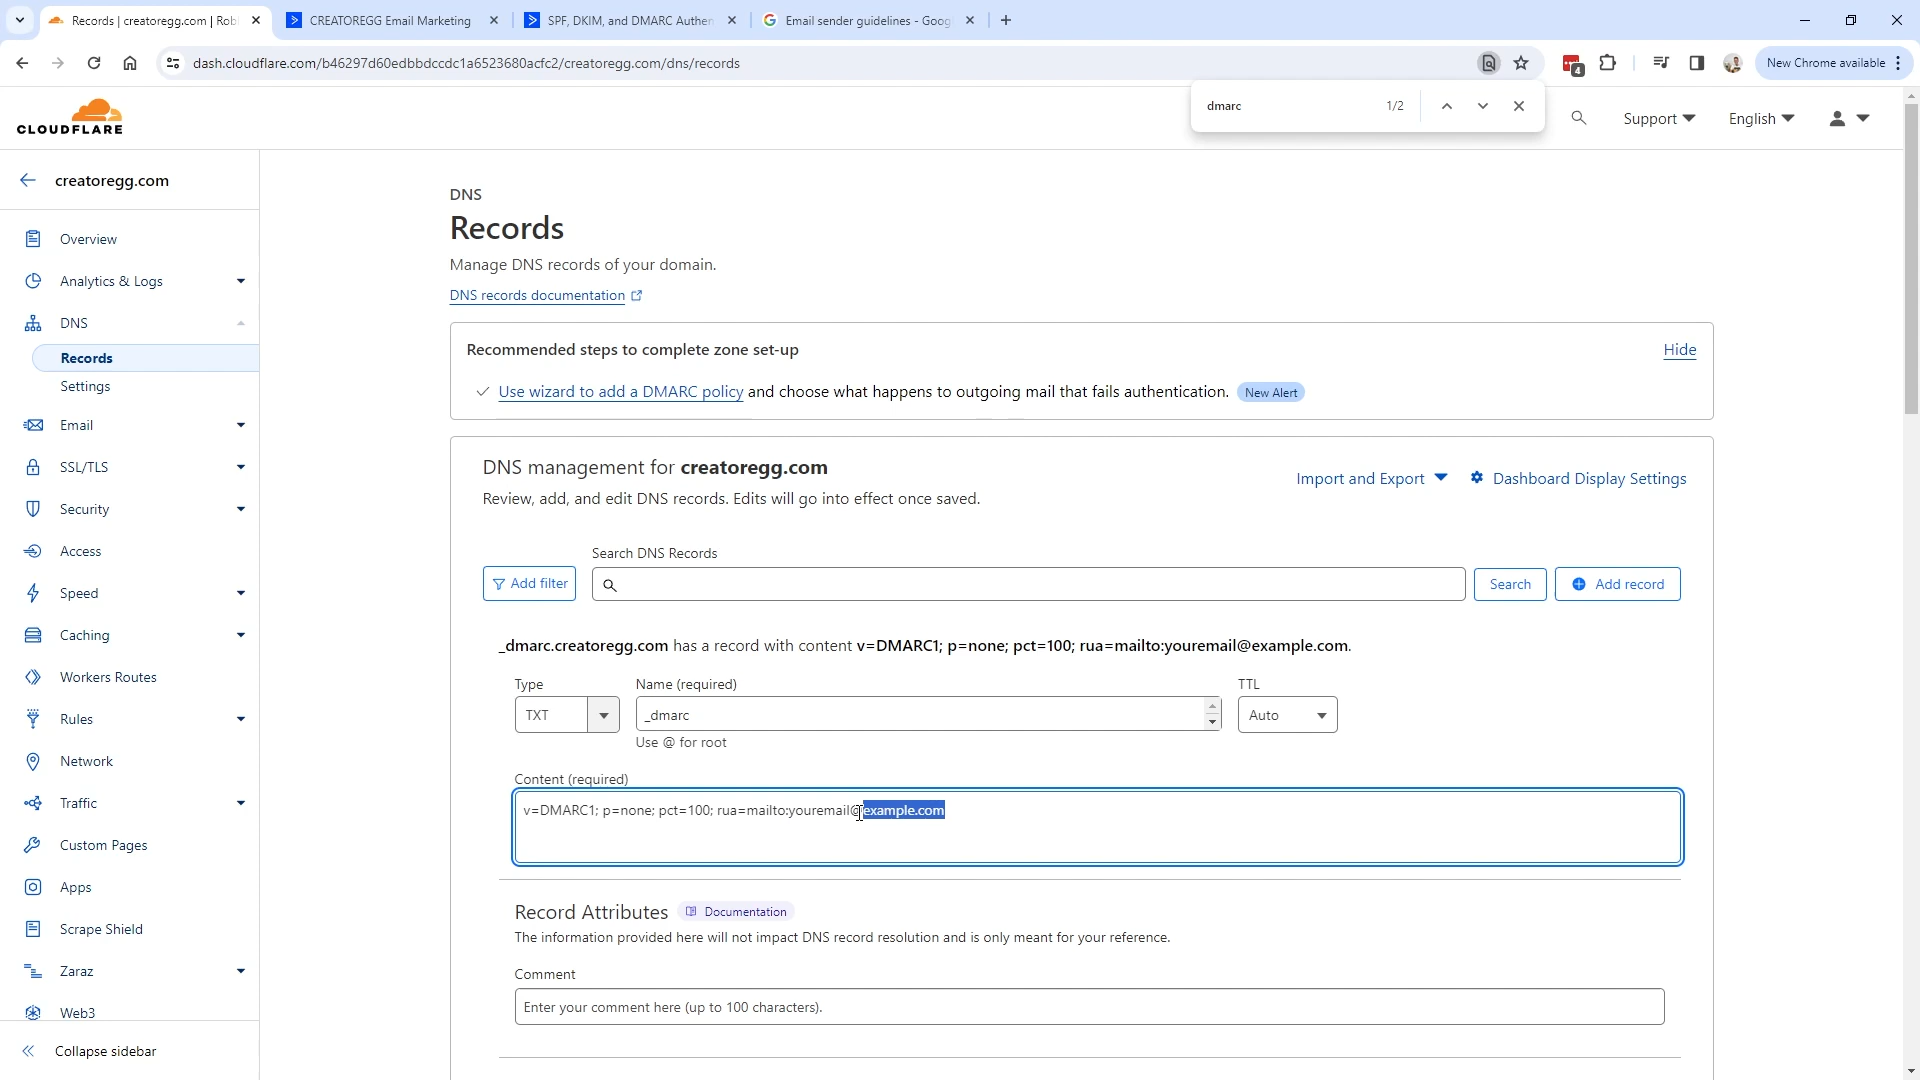 Records | creatoregg.com | Rob
CREATOREGG Email Marketing
SPF, DKIM, and DMARC Authen
Email sender guidelines - Goog
dash.cloudflare.com/b46297d60edbbdccdc1a6523680acfc2/creatoregg.com/dns/records
4
New Chrome available
dmarc
1/2
CLOUDFLARE
Support
English
creatoregg.com
Overview
Analytics & Logs
DNS
Records
Settings
Email
SSL/TLS
Security
Access
Speed
Caching
Workers Routes
Rules
Network
Traffic
Custom Pages
Apps
Scrape Shield
Zaraz
Web3
Collapse sidebar
DNS
Records
Manage DNS records of your domain.
DNS records documentation
Recommended steps to complete zone set-up
Hide
Use wizard to add a DMARC policy and choose what happens to outgoing mail that fails authentication.
New Alert
DNS management for creatoregg.com
Review, add, and edit DNS records. Edits will go into effect once saved.
Import and Export
Dashboard Display Settings
Search DNS Records
Add filter
Search
Add record
_dmarc.creatoregg.com has a record with content v=DMARC1; p=none; pct=100; rua=mailto:youremail@example.com.
Type
Name (required)
TTL
TXT
_dmarc
Auto
Use @ for root
Content (required)
v=DMARC1; p=none; pct=100; rua=mailto:youremail@example.com
Record Attributes
Documentation
The information provided here will not impact DNS record resolution and is only meant for your reference.
Comment
Enter your comment here (up to 100 characters).